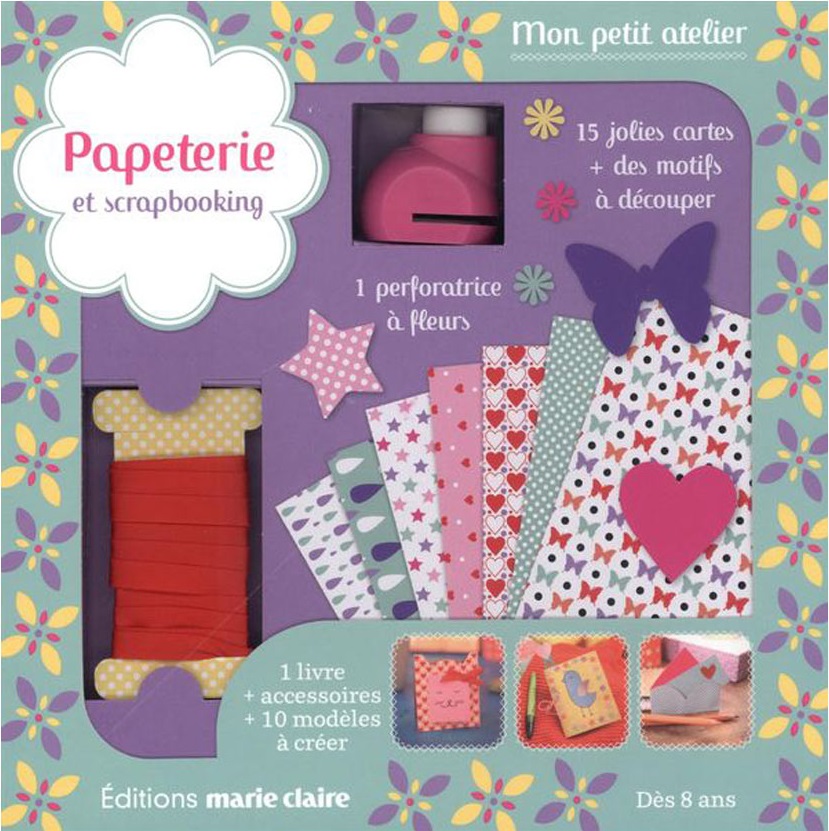 Mon petit atelier
Papeterie
et scrapbooking
15 jolies cartes
+ des motifs
à découper
1 perforatrice
à fleurs
1 livre
+ accessoires
+ 10 modèles
à créer
Éditions marie claire
Dès 8 ans